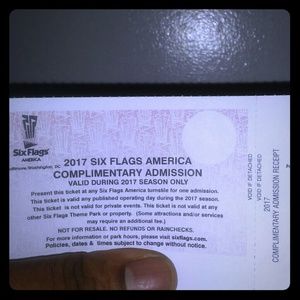 Six Flags
AMERICA
Baltimore/Washington, DC
2017 SIX FLAGS AMERICA
COMPLIMENTARY ADMISSION
VALID DURING 2017 SEASON ONLY
Present this ticket at any Six Flags America turnstile for one admission.
This ticket is valid any published operating day during the 2017 season.
This ticket is not valid for private events. This ticket is not valid at any
other Six Flags Theme Park or property. (Some attractions and/or services
may require an additional fee.)
NOT FOR RESALE. NO REFUNDS OR RAINCHECKS.
For more information or park hours, please visit sixflags.com.
Policies, dates & times subject to change without notice.
VOID IF DETACHED
VOID IF DETACHED
2017
COMPLIMENTARY ADMISSION RECEIPT